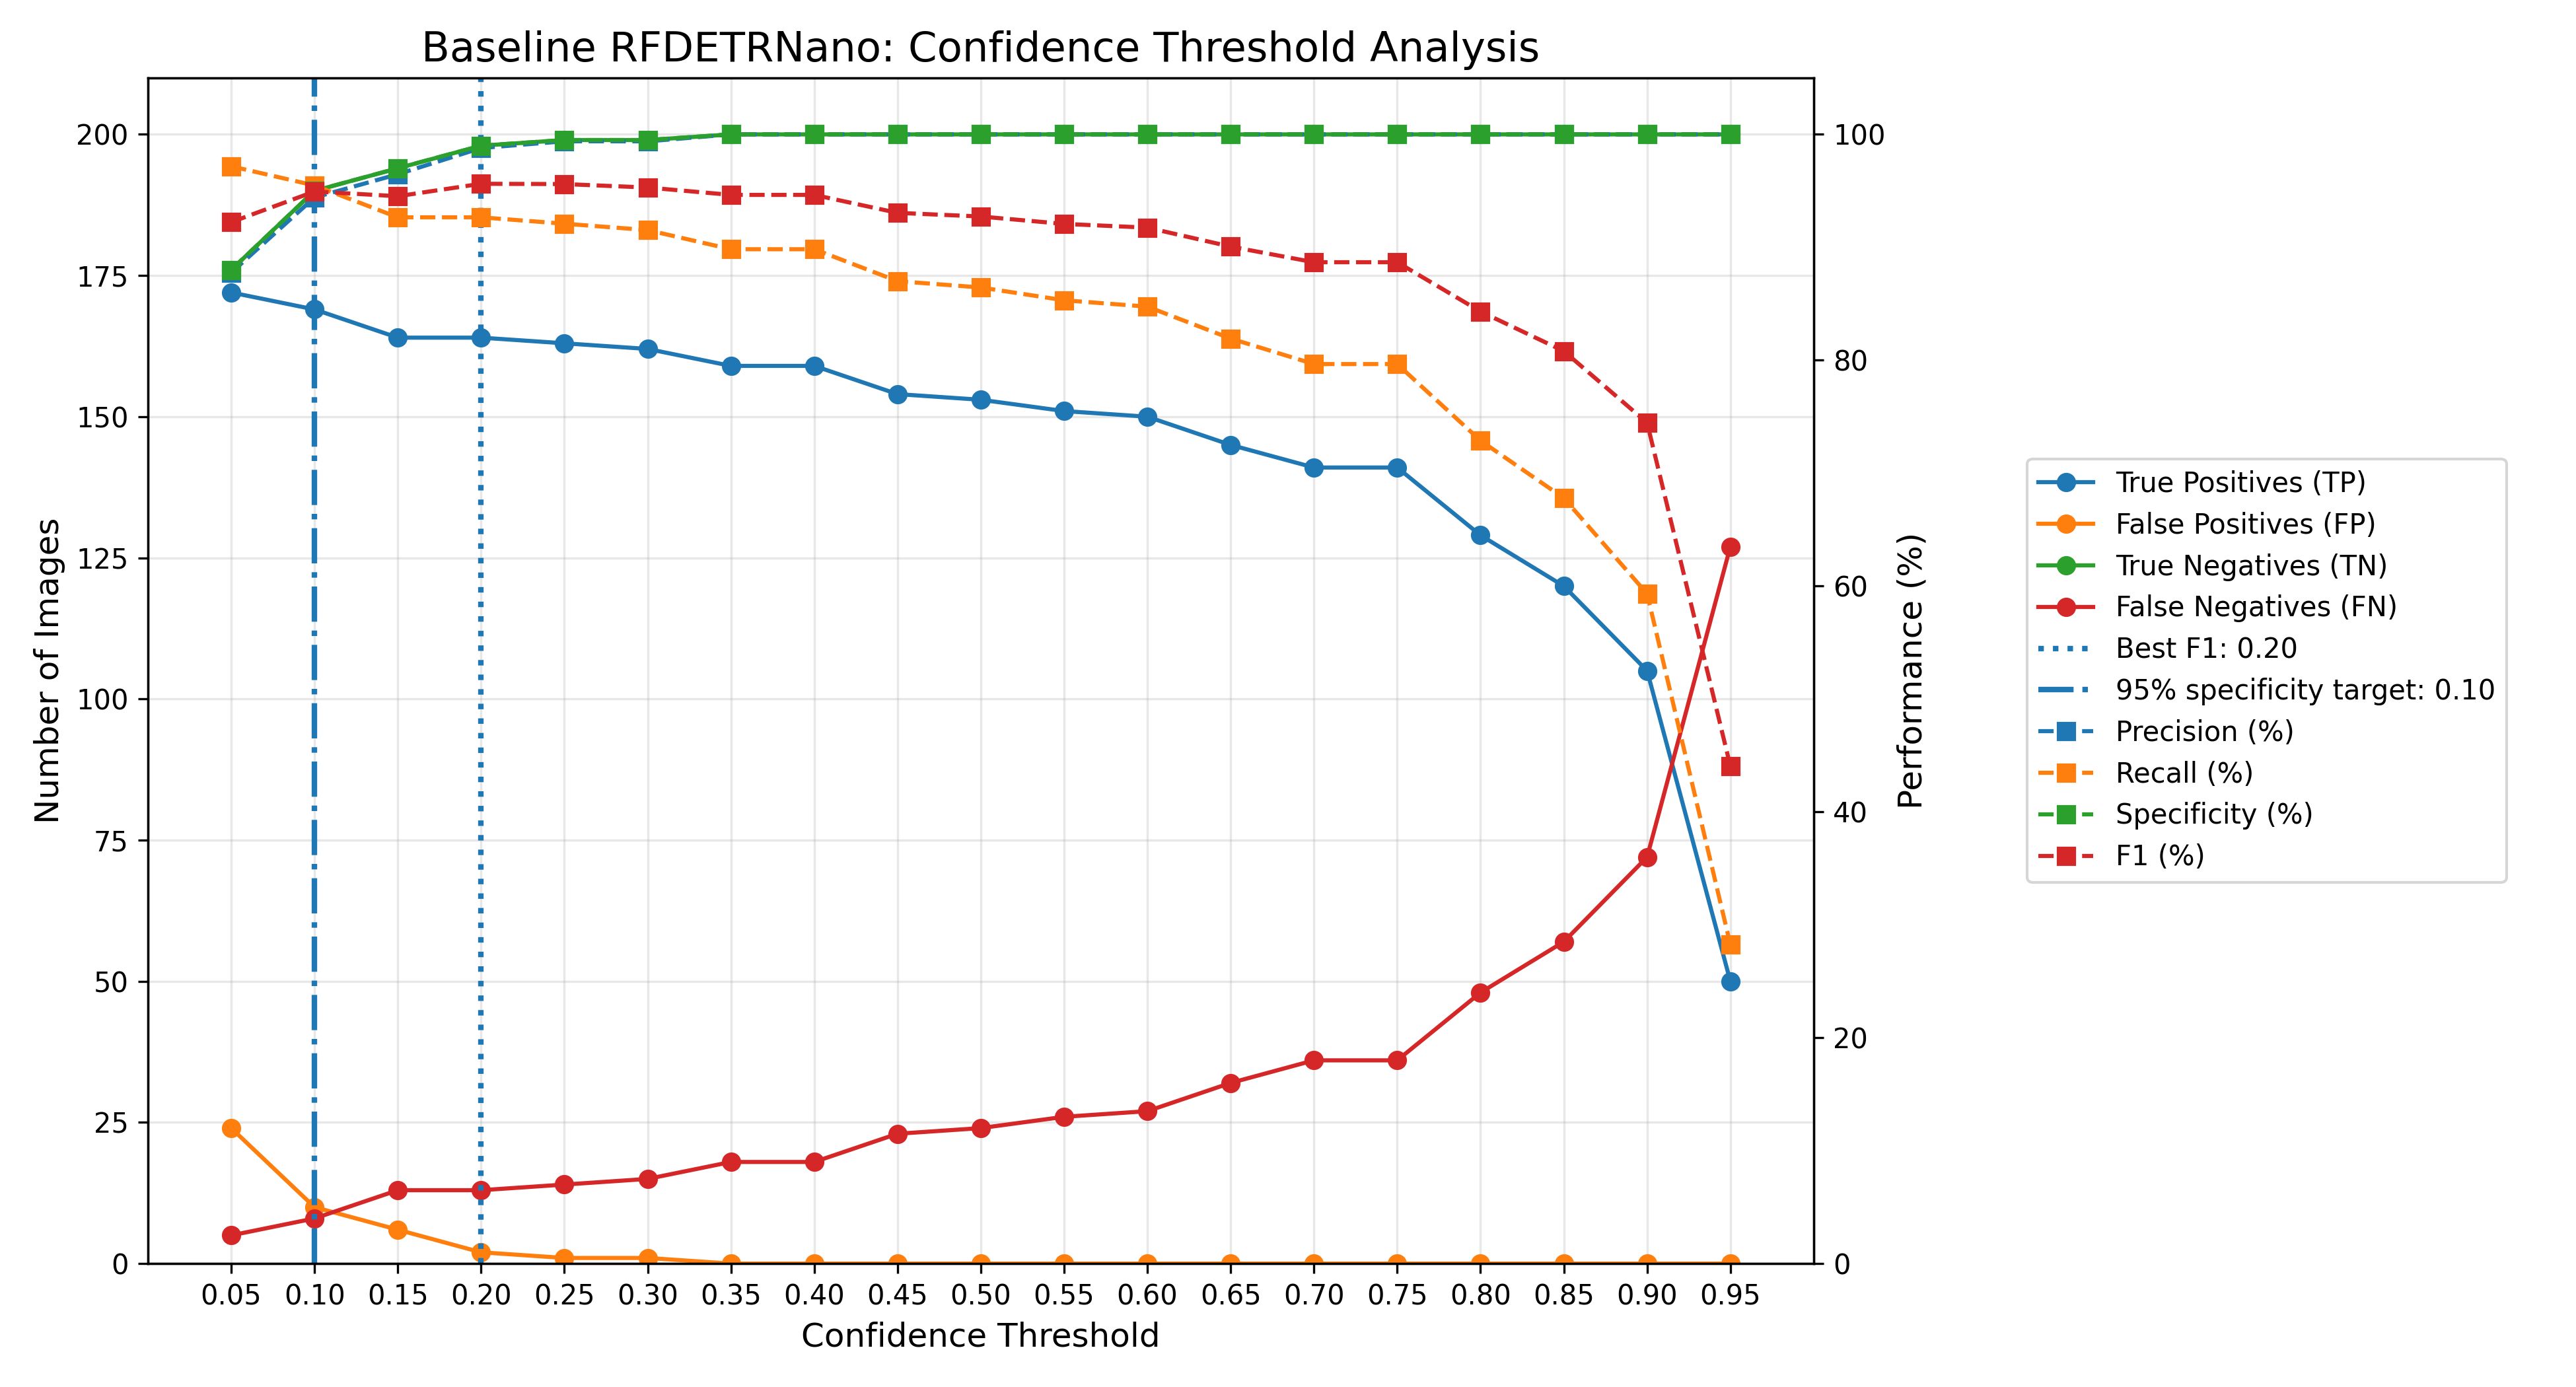 Baseline RFDETRNano: Confidence Threshold Analysis
Number of Images
200
175
150
125
100
75
50
25
0
0.05 0.10 0.15 0.20 0.25 0.30 0.35 0.40 0.45 0.50 0.55 0.60 0.65 0.70 0.75 0.80 0.85 0.90 0.95
Confidence Threshold
100
80
60
40
20
0
Performance (%)
True Positives (TP)
False Positives (FP)
True Negatives (TN)
False Negatives (FN)
Best F1: 0.20
95% specificity target: 0.10
Precision (%)
Recall (%)
Specificity (%)
F1 (%)